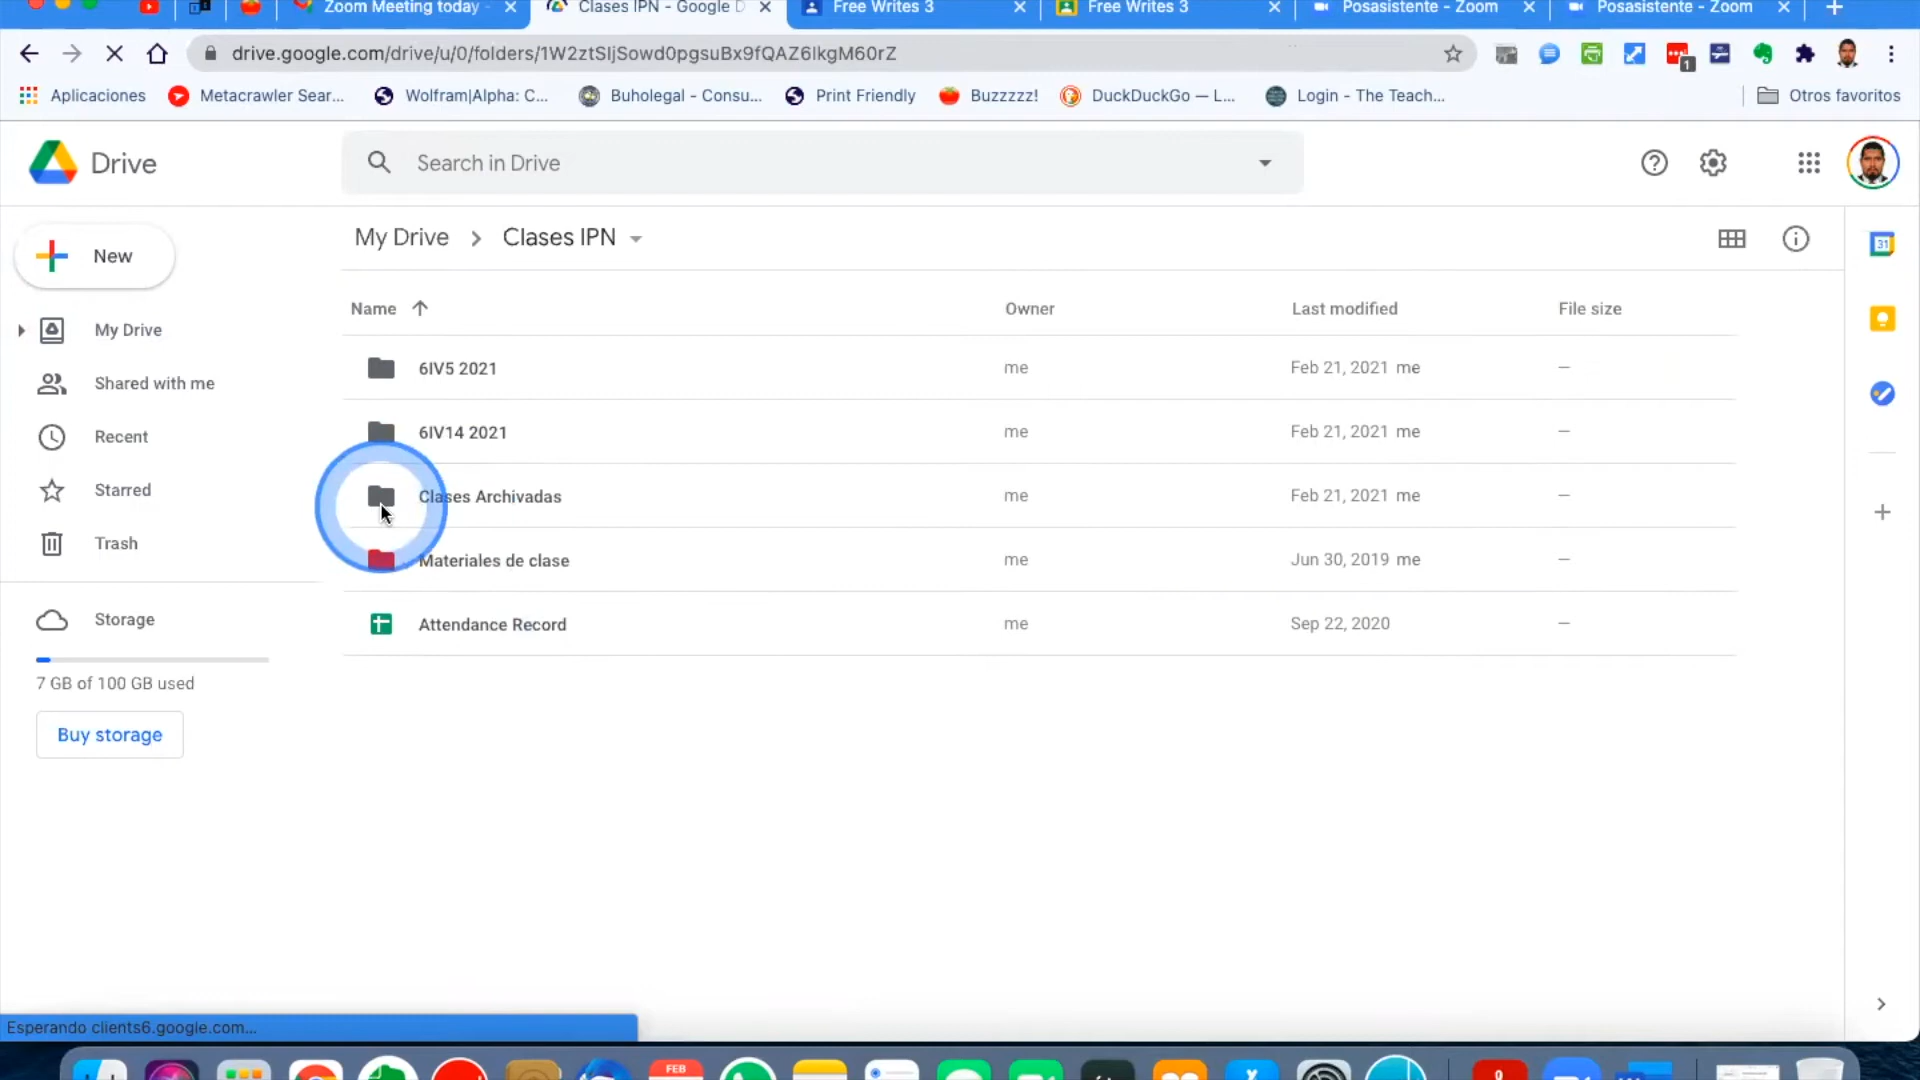 Zoom Meeting today -
Clases IPN - Google D
Free Writes 3
Free Writes 3
Posasistente - Zoom
Posasistente - Zoom
drive.google.com/drive/u/0/folders/1W2ztSIjSowd0pgsuBx9fQAZ6lkgM60rZ
1
Aplicaciones
Metacrawler Sear...
Wolfram|Alpha: C...
Buholegal - Consu...
Print Friendly
Buzzzzz!
DuckDuckGo — L...
Login - The Teach...
Otros favoritos
Drive
Search in Drive
New
My Drive
Shared with me
Recent
Starred
Trash
Storage
7 GB of 100 GB used
Buy storage
My Drive > Clases IPN
Name Owner Last modified File size
6IV5 2021 me Feb 21, 2021 me —
6IV14 2021 me Feb 21, 2021 me —
Clases Archivadas me Feb 21, 2021 me —
Materiales de clase me Jun 30, 2019 me —
Attendance Record me Sep 22, 2020 —
31
Esperando clients6.google.com...
FEB